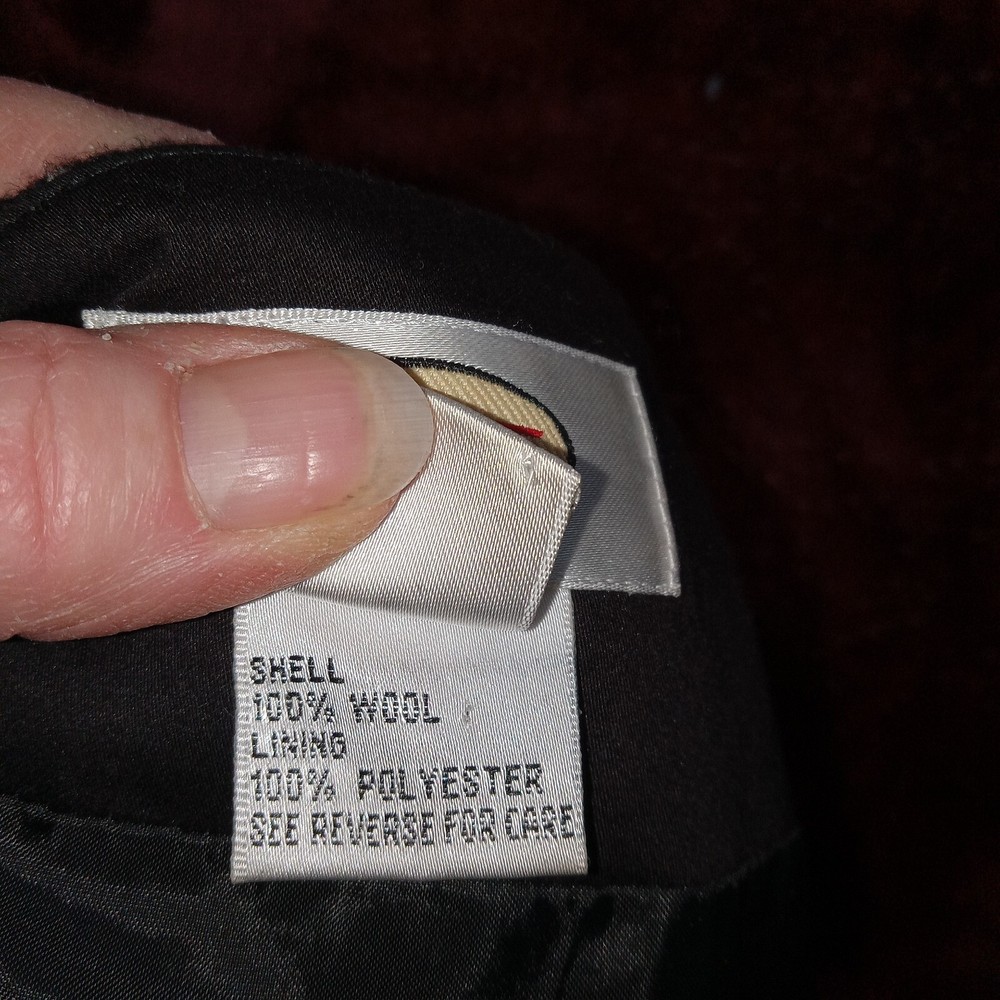 SHELL
100% WOOL
LINING
100% POLYESTER
SEE REVERSE FOR CARE